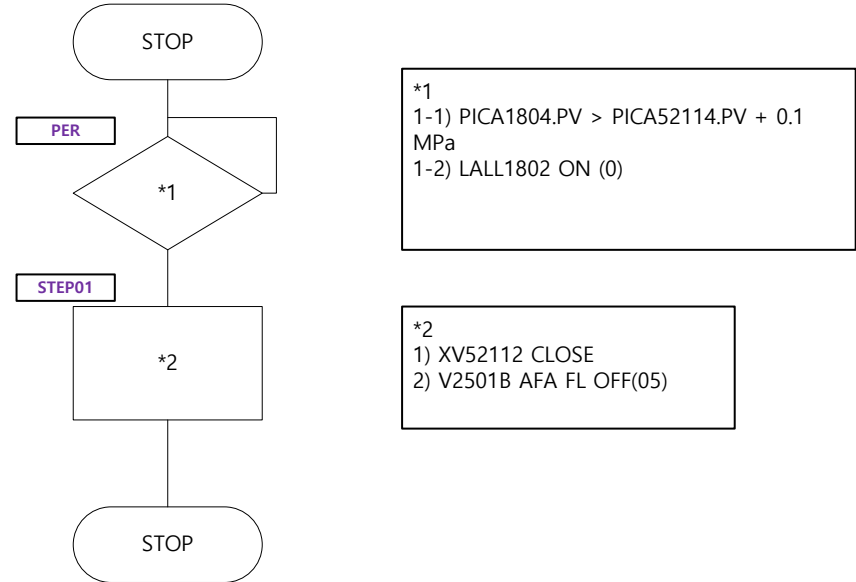 STOP
PER
*1
*1
1-1) PICA1804.PV > PICA52114.PV + 0.1
MPa
1-2) LALL1802 ON (0)
STEP01
*2
*2
1) XV52112 CLOSE
2) V2501B AFA FL OFF(05)
STOP